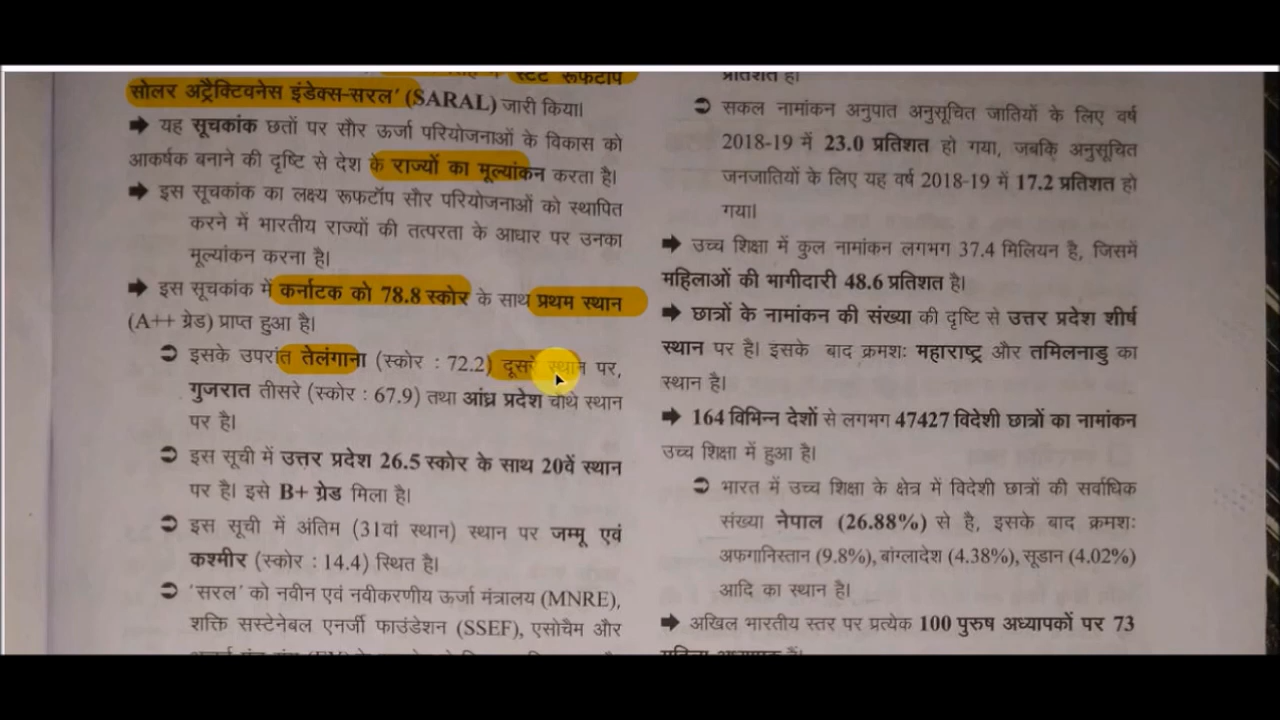 स्टेट रूफटॉप
सोलर अट्रैक्टिवनेस इंडेक्स-सरल' (SARAL) जारी किया।
➡ यह सूचकांक छतों पर सौर ऊर्जा परियोजनाओं के विकास को
आकर्षक बनाने की दृष्टि से देश के राज्यों का मूल्यांकन करता है।
➡ इस सूचकांक का लक्ष्य रूफटॉप सौर परियोजनाओं को स्थापित
करने में भारतीय राज्यों की तत्परता के आधार पर उनका
मूल्यांकन करना है।
➡ इस सूचकांक में कर्नाटक को 78.8 स्कोर के साथ प्रथम स्थान
(A++ ग्रेड) प्राप्त हुआ है।
➲ इसके उपरांत तेलंगाना (स्कोर : 72.2) दूसरे स्थान पर,
गुजरात तीसरे (स्कोर : 67.9) तथा आंध्र प्रदेश चौथे स्थान
पर है।
➲ इस सूची में उत्तर प्रदेश 26.5 स्कोर के साथ 20वें स्थान
पर है। इसे B+ ग्रेड मिला है।
➲ इस सूची में अंतिम (31वां स्थान) स्थान पर जम्मू एवं
कश्मीर (स्कोर : 14.4) स्थित है।
➲ 'सरल' को नवीन एवं नवीकरणीय ऊर्जा मंत्रालय (MNRE),
शक्ति सस्टेनेबल एनर्जी फाउंडेशन (SSEF), एसोचैम और
प्रतिशत है।
➲ सकल नामांकन अनुपात अनुसूचित जातियों के लिए वर्ष
2018-19 में 23.0 प्रतिशत हो गया, जबकि अनुसूचित
जनजातियों के लिए यह वर्ष 2018-19 में 17.2 प्रतिशत हो
गया।
➡ उच्च शिक्षा में कुल नामांकन लगभग 37.4 मिलियन है, जिसमें
महिलाओं की भागीदारी 48.6 प्रतिशत है।
➡ छात्रों के नामांकन की संख्या की दृष्टि से उत्तर प्रदेश शीर्ष
स्थान पर है। इसके बाद क्रमशः महाराष्ट्र और तमिलनाडु का
स्थान है।
➡ 164 विभिन्न देशों से लगभग 47427 विदेशी छात्रों का नामांकन
उच्च शिक्षा में हुआ है।
➲ भारत में उच्च शिक्षा के क्षेत्र में विदेशी छात्रों की सर्वाधिक
संख्या नेपाल (26.88%) से है, इसके बाद क्रमशः
अफगानिस्तान (9.8%), बांग्लादेश (4.38%), सूडान (4.02%)
आदि का स्थान है।
➡ अखिल भारतीय स्तर पर प्रत्येक 100 पुरुष अध्यापकों पर 73